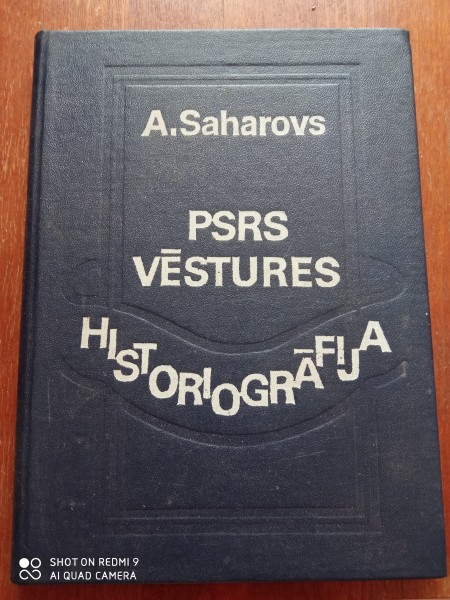 A.Saharovs
PSRS
VĒSTURES
HISTORIOGRĀFIJA
SHOT ON REDMI 9
AI QUAD CAMERA